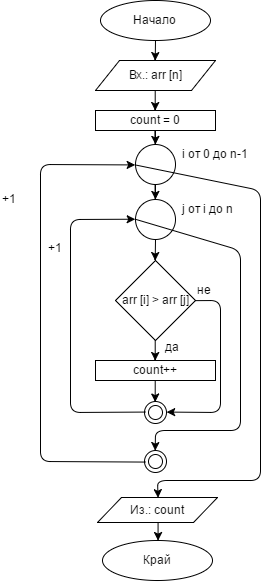 Начало
Вх.: arr [n]
count = 0
i от 0 до n-1
+1
j от i до n
+1
arr [i] > arr [j]
не
да
count++
Из.: count
Край